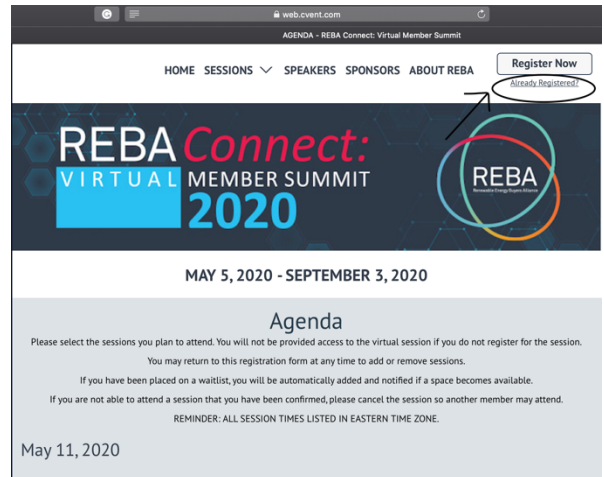 web.cvent.com
AGENDA - REBA Connect: Virtual Member Summit
HOME SESSIONS SPEAKERS SPONSORS ABOUT REBA
Register Now
Already Registered?
REBA Connect:
VIRTUAL MEMBER SUMMIT
2020
REBA
Renewable Energy Buyers Alliance
MAY 5, 2020 - SEPTEMBER 3, 2020
Agenda
Please select the sessions you plan to attend. You will not be provided access to the virtual session if you do not register for the session.
You may return to this registration form at any time to add or remove sessions.
If you have been placed on a waitlist, you will be automatically added and notified if a space becomes available.
If you are not able to attend a session that you have been confirmed, please cancel the session so another member may attend.
REMINDER: ALL SESSION TIMES LISTED IN EASTERN TIME ZONE.
May 11, 2020